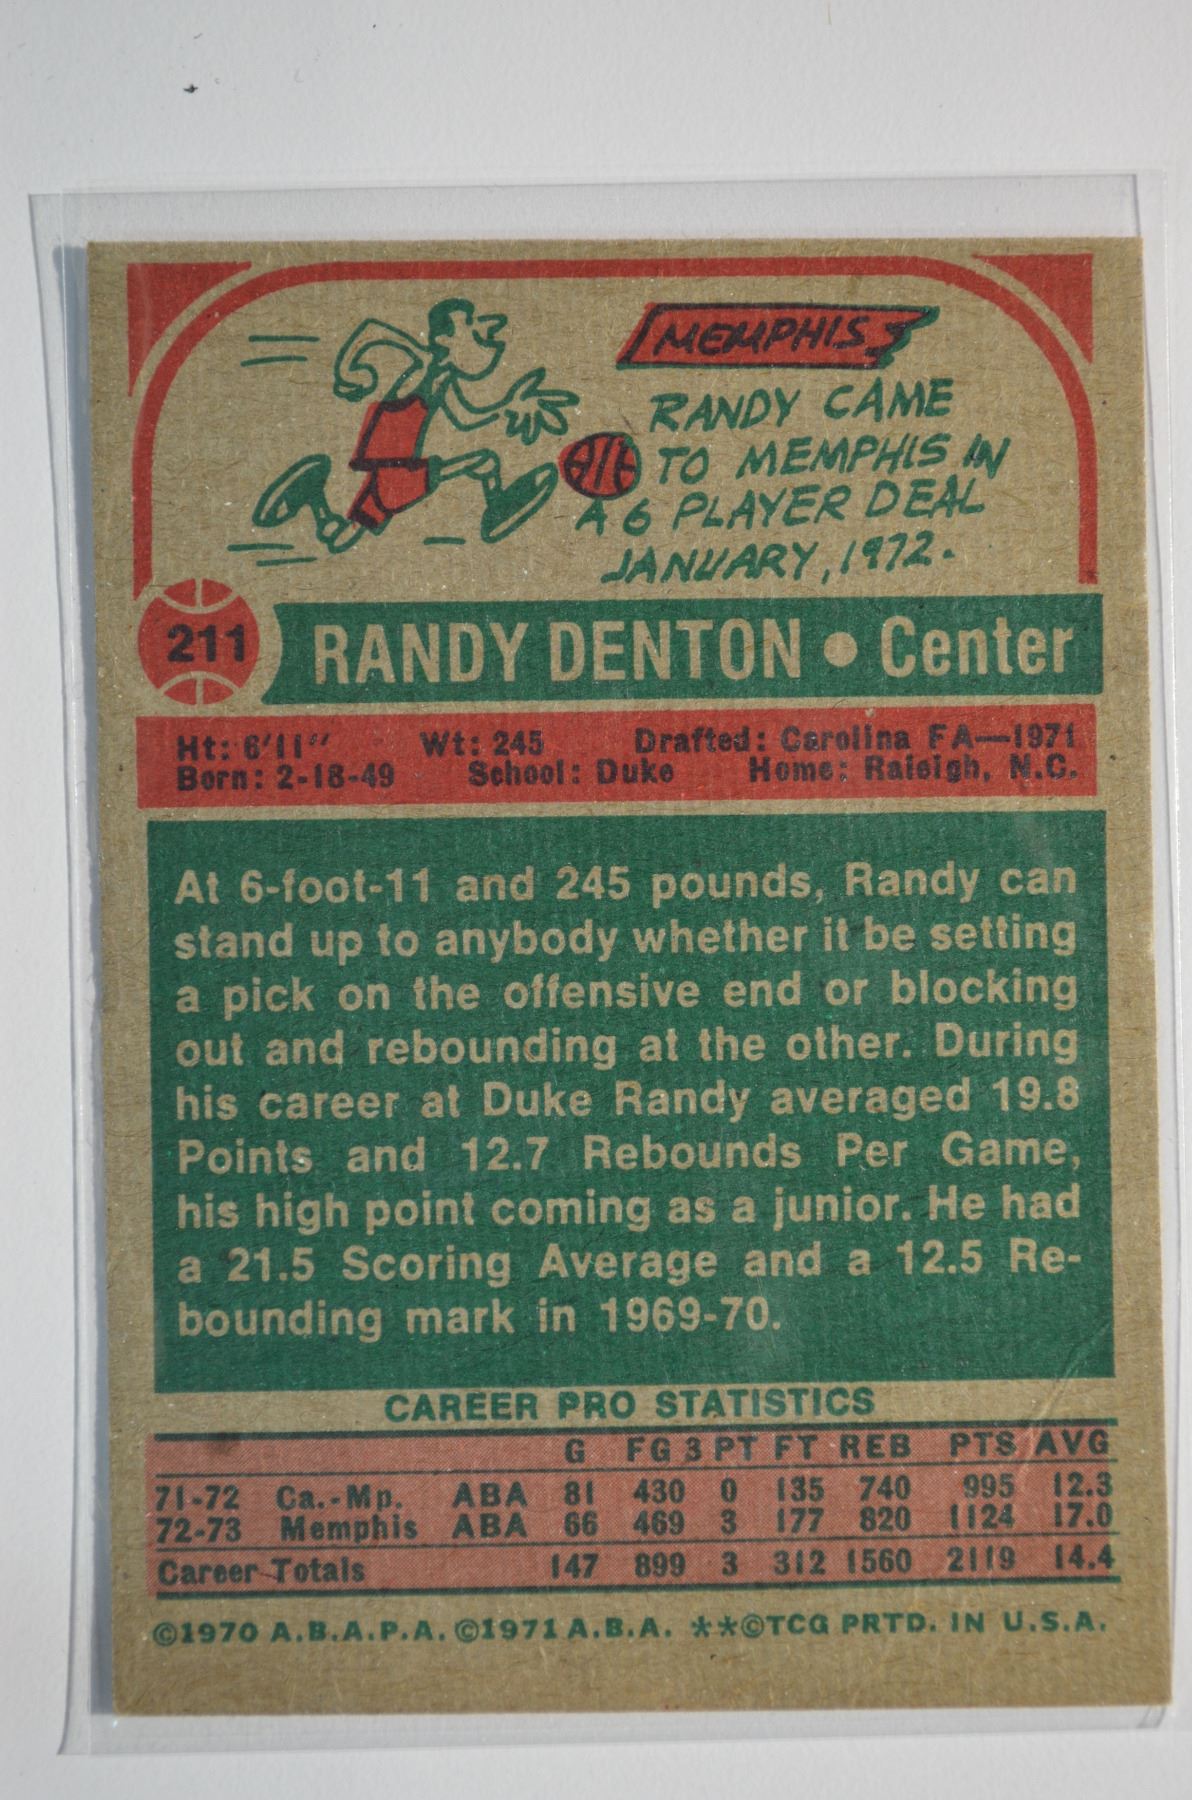 MEMPHIS
RANDY CAME
TO MEMPHIS IN
A 6 PLAYER DEAL
JANUARY, 1972.
211
RANDY DENTON • Center
Ht: 6'11" Wt: 245 Drafted: Carolina FA—1971
Born: 2-18-49 School: Duke Home: Raleigh, N.C.
At 6-foot-11 and 245 pounds, Randy can
stand up to anybody whether it be setting
a pick on the offensive end or blocking
out and rebounding at the other. During
his career at Duke Randy averaged 19.8
Points and 12.7 Rebounds Per Game,
his high point coming as a junior. He had
a 21.5 Scoring Average and a 12.5 Re-
bounding mark in 1969-70.
CAREER PRO STATISTICS
G FG 3 PT FT REB PTS AVG
71-72 Ca.-Mp. ABA 81 430 0 135 740 995 12.3
72-73 Memphis ABA 66 469 3 177 820 1124 17.0
Career Totals 147 899 3 312 1560 2119 14.4
©1970 A.B.A.P.A. ©1971 A.B.A. **©TCG PRTD. IN U.S.A.